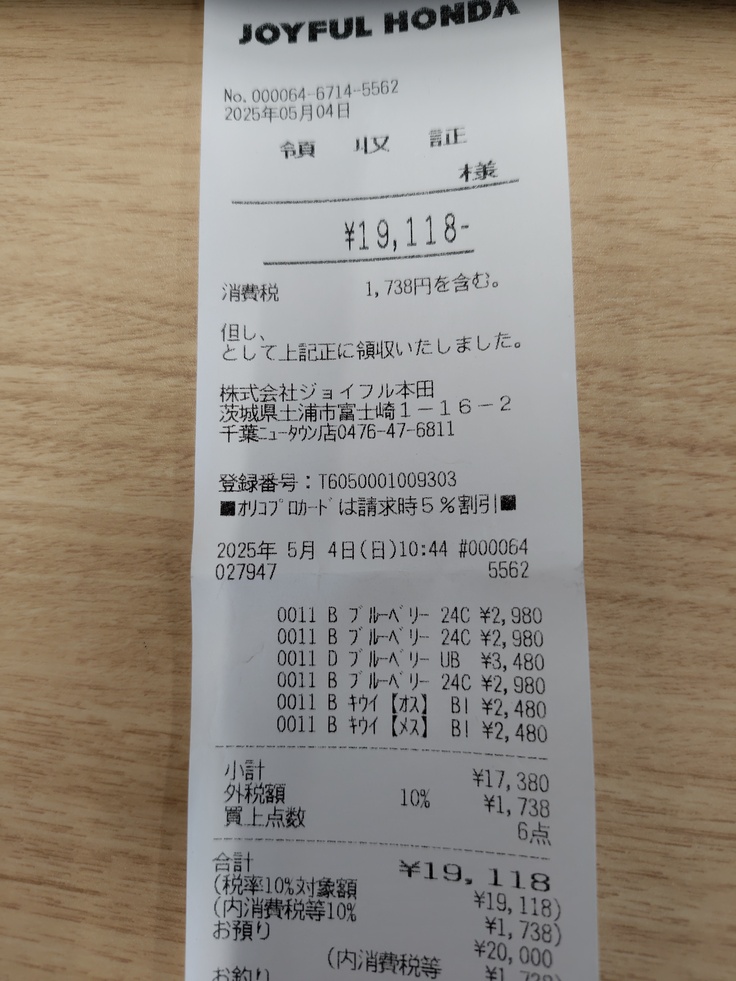 JOYFUL HONDA
No. 000064-6714-5562
2025年05月04日
領 収 証
様
¥19,118-
消費税 1,738円を含む。
但し、
として上記正に領収いたしました。
株式会社ジョイフル本田
茨城県土浦市富士崎1-16-2
千葉ﾆｭｰﾀｳﾝ店0476-47-6811
登録番号:T6050001009303
■ｵﾘｺﾌﾟﾛｶｰﾄﾞは請求時5%割引■
2025年 5月 4日(日)10:44 #000064
027947 5562
0011 B ﾌﾞﾙｰﾍﾞﾘｰ 24C ¥2,980
0011 B ﾌﾞﾙｰﾍﾞﾘｰ 24C ¥2,980
0011 D ﾌﾞﾙｰﾍﾞﾘｰ UB ¥3,480
0011 B ﾌﾞﾙｰﾍﾞﾘｰ 24C ¥2,980
0011 B ｷｳｲ【ｵｽ】 B! ¥2,480
0011 B ｷｳｲ【ﾒｽ】 B! ¥2,480
小計 ¥17,380
外税額 10% ¥1,738
買上点数 6点
合計 ¥19,118
(税率10%対象額 ¥19,118)
(内消費税等10% ¥1,738)
お預り ¥20,000
(内消費税等 ¥1,738)
お釣り